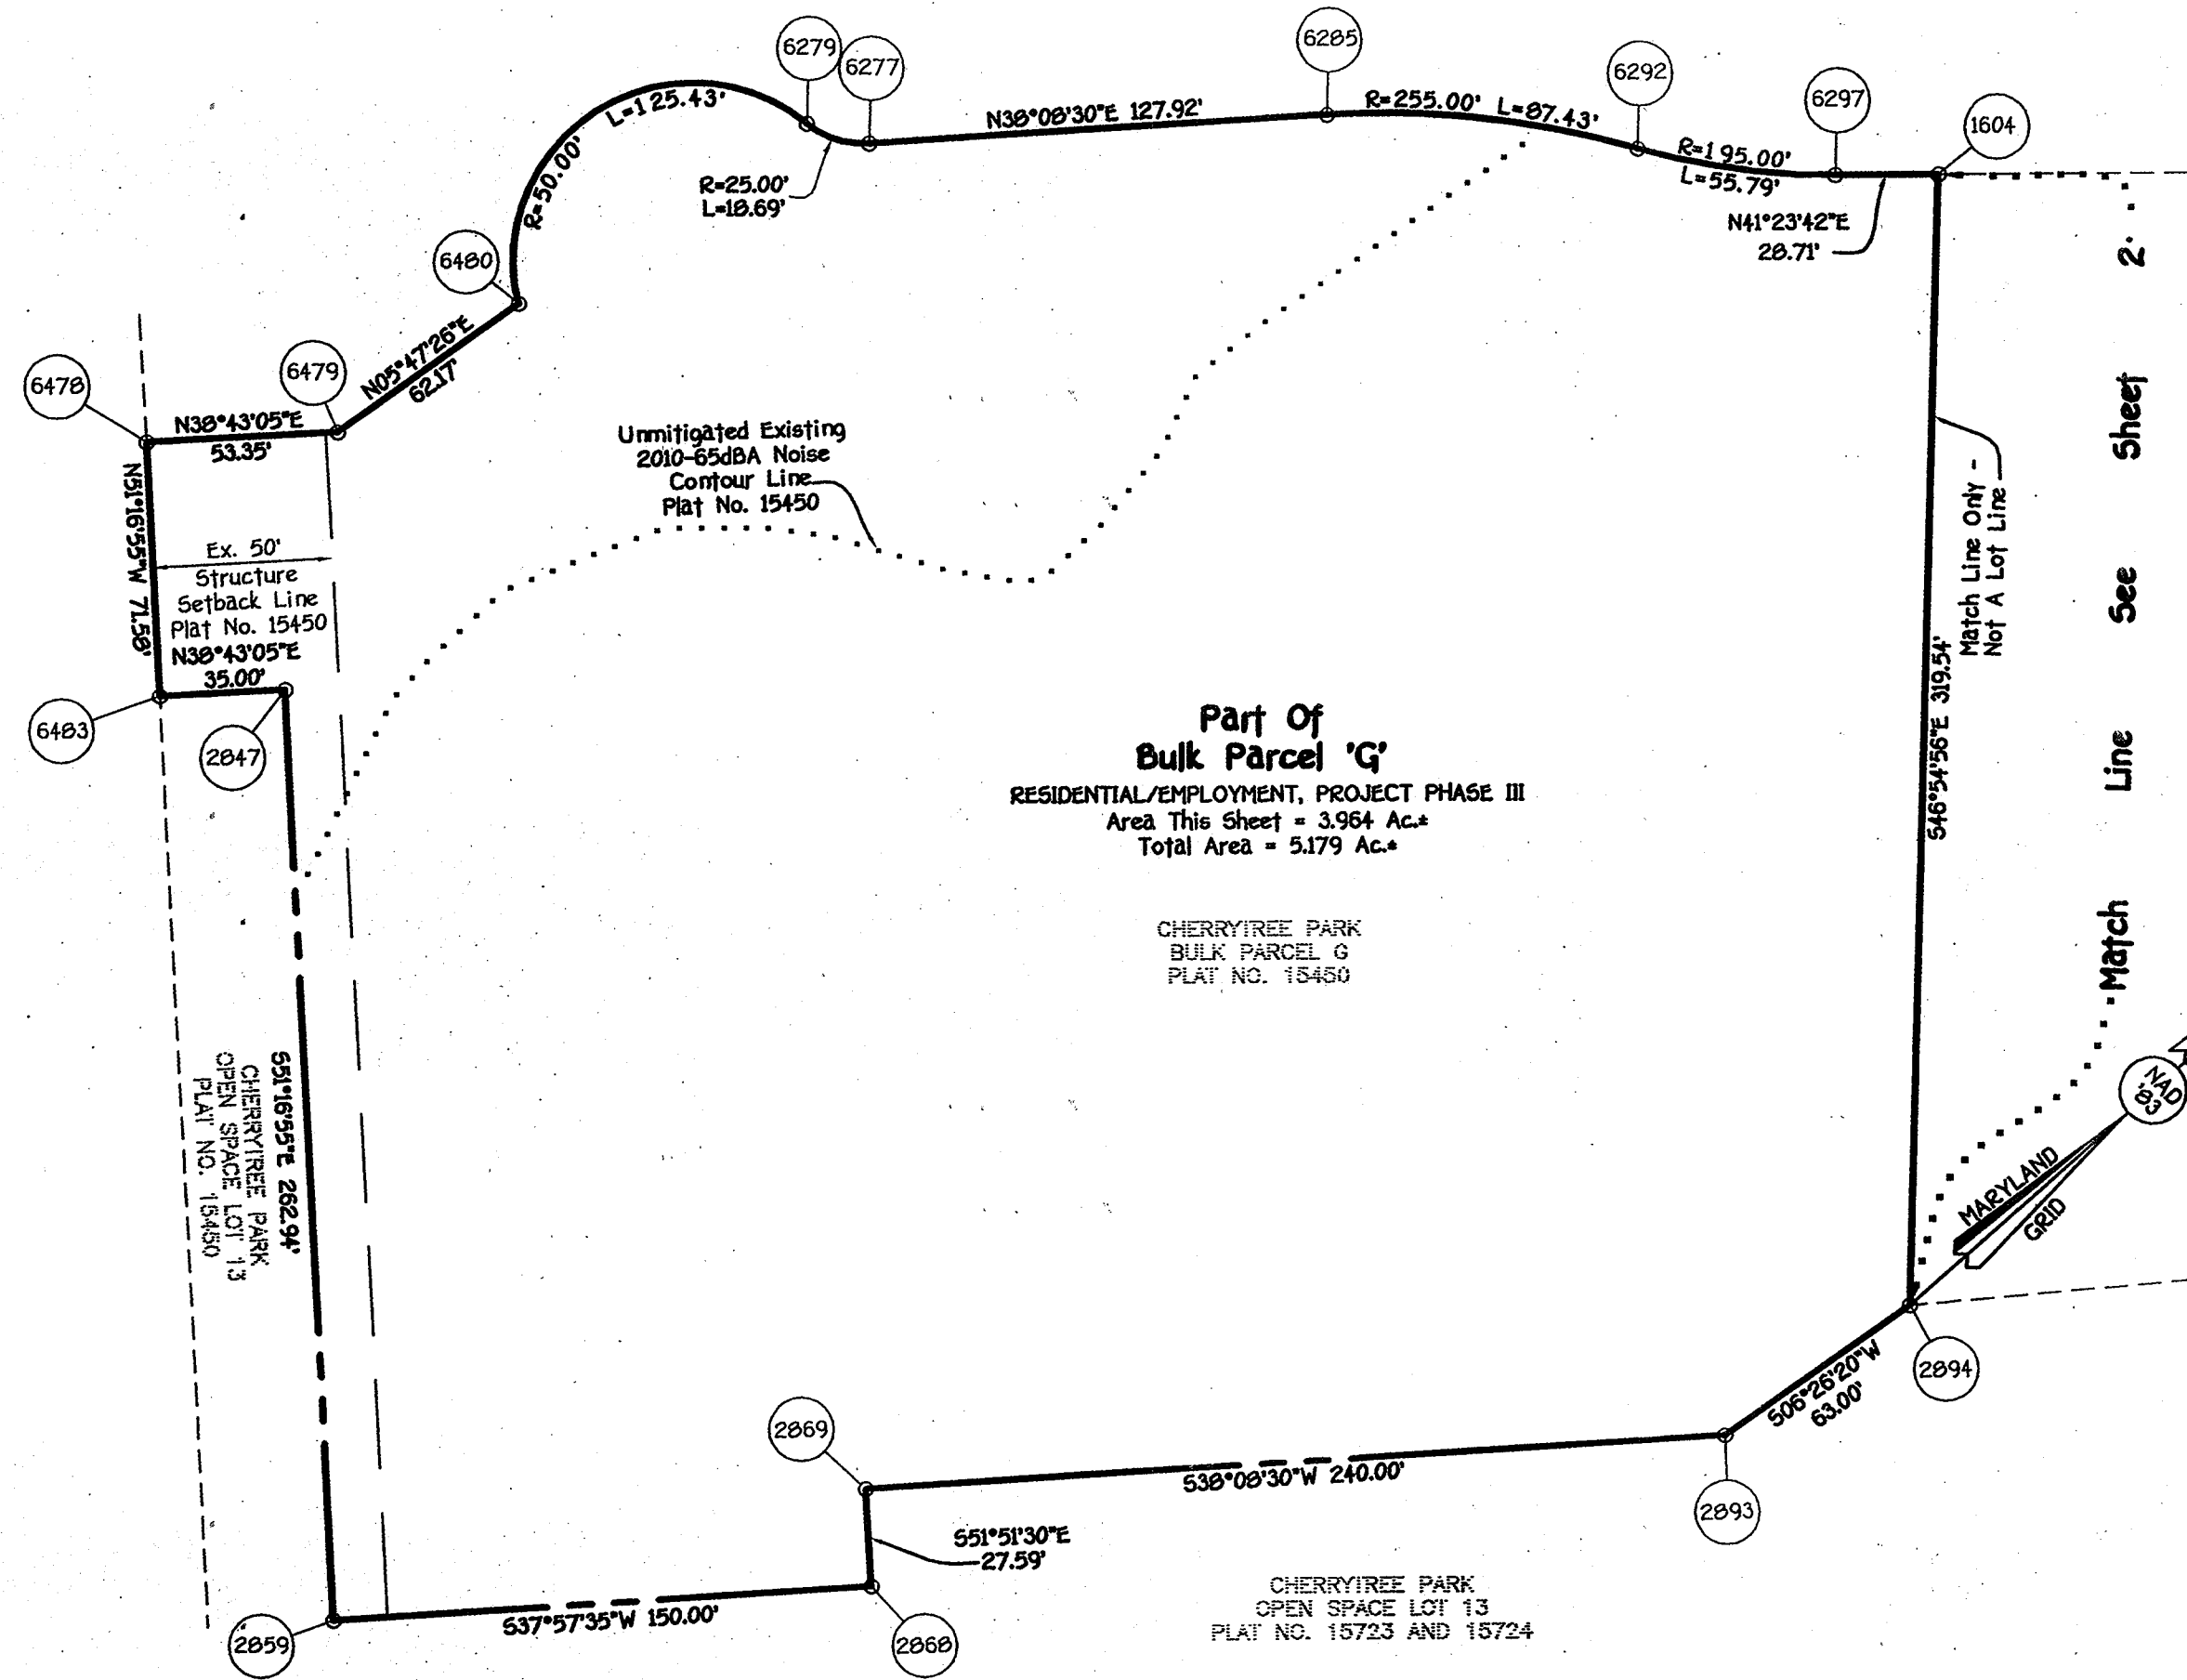 6279
6277
6285
6292
6297
1604
L=125.43'
R=50.00'
R=25.00'
L=18.69'
N38°08'30"E 127.92'
R=255.00' L=87.43'
R=195.00'
L=55.79'
N41°23'42"E
28.71'
6480
6478
6479
N05°47'26"E
62.17'
N38°43'05"E
53.35'
N51°16'55"W 71.58'
Ex. 50'
Structure
Setback Line
Plat No. 15450
N38°43'05"E
35.00'
6483
2847
Unmitigated Existing
2010-65dBA Noise
Contour Line
Plat No. 15450
Part Of
Bulk Parcel 'G'
RESIDENTIAL/EMPLOYMENT, PROJECT PHASE III
Area This Sheet = 3.964 Ac.±
Total Area = 5.179 Ac.±
CHERRYTREE PARK
BULK PARCEL G
PLAT NO. 15450
S46°54'56"E 319.54'
Match Line Only -
Not A Lot Line
Match Line See Sheet 2
NAD
'83
MARYLAND
GRID
S51°16'55"E 262.94'
CHERRYTREE PARK
OPEN SPACE LOT 13
PLAT NO. 15450
2894
S06°26'20"W
63.00'
2869
S38°08'30"W 240.00'
2893
S51°51'30"E
27.59'
S37°57'35"W 150.00'
2859
2868
CHERRYTREE PARK
OPEN SPACE LOT 13
PLAT NO. 15723 AND 15724